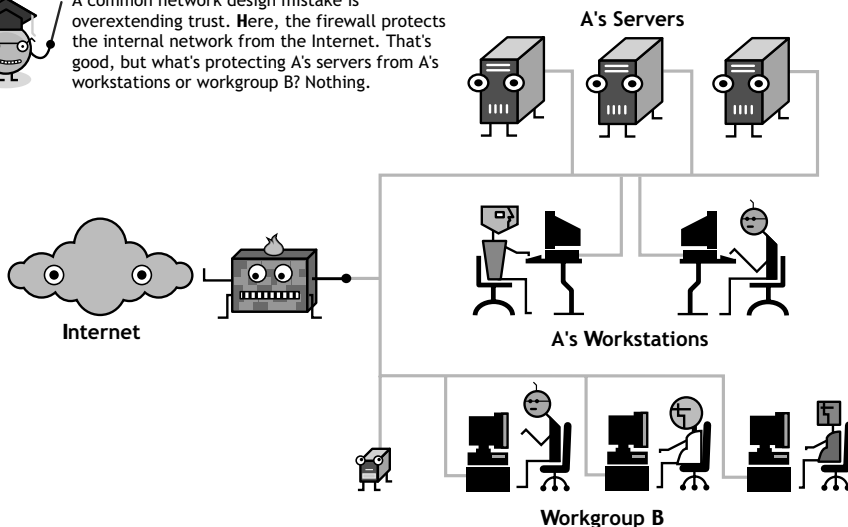 A common network design mistake is
overextending trust. Here, the firewall protects
the internal network from the Internet. That's
good, but what's protecting A's servers from A's
workstations or workgroup B? Nothing.
A's Servers
Internet
A's Workstations
Workgroup B